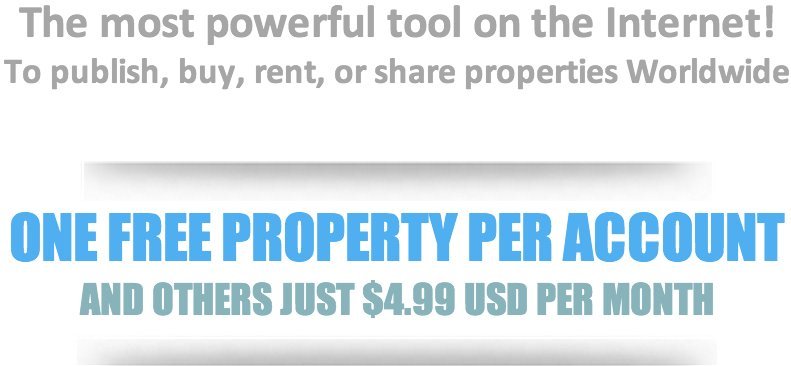 The most powerful tool on the Internet!
To publish, buy, rent, or share properties Worldwide
ONE FREE PROPERTY PER ACCOUNT
AND OTHERS JUST $4.99 USD PER MONTH